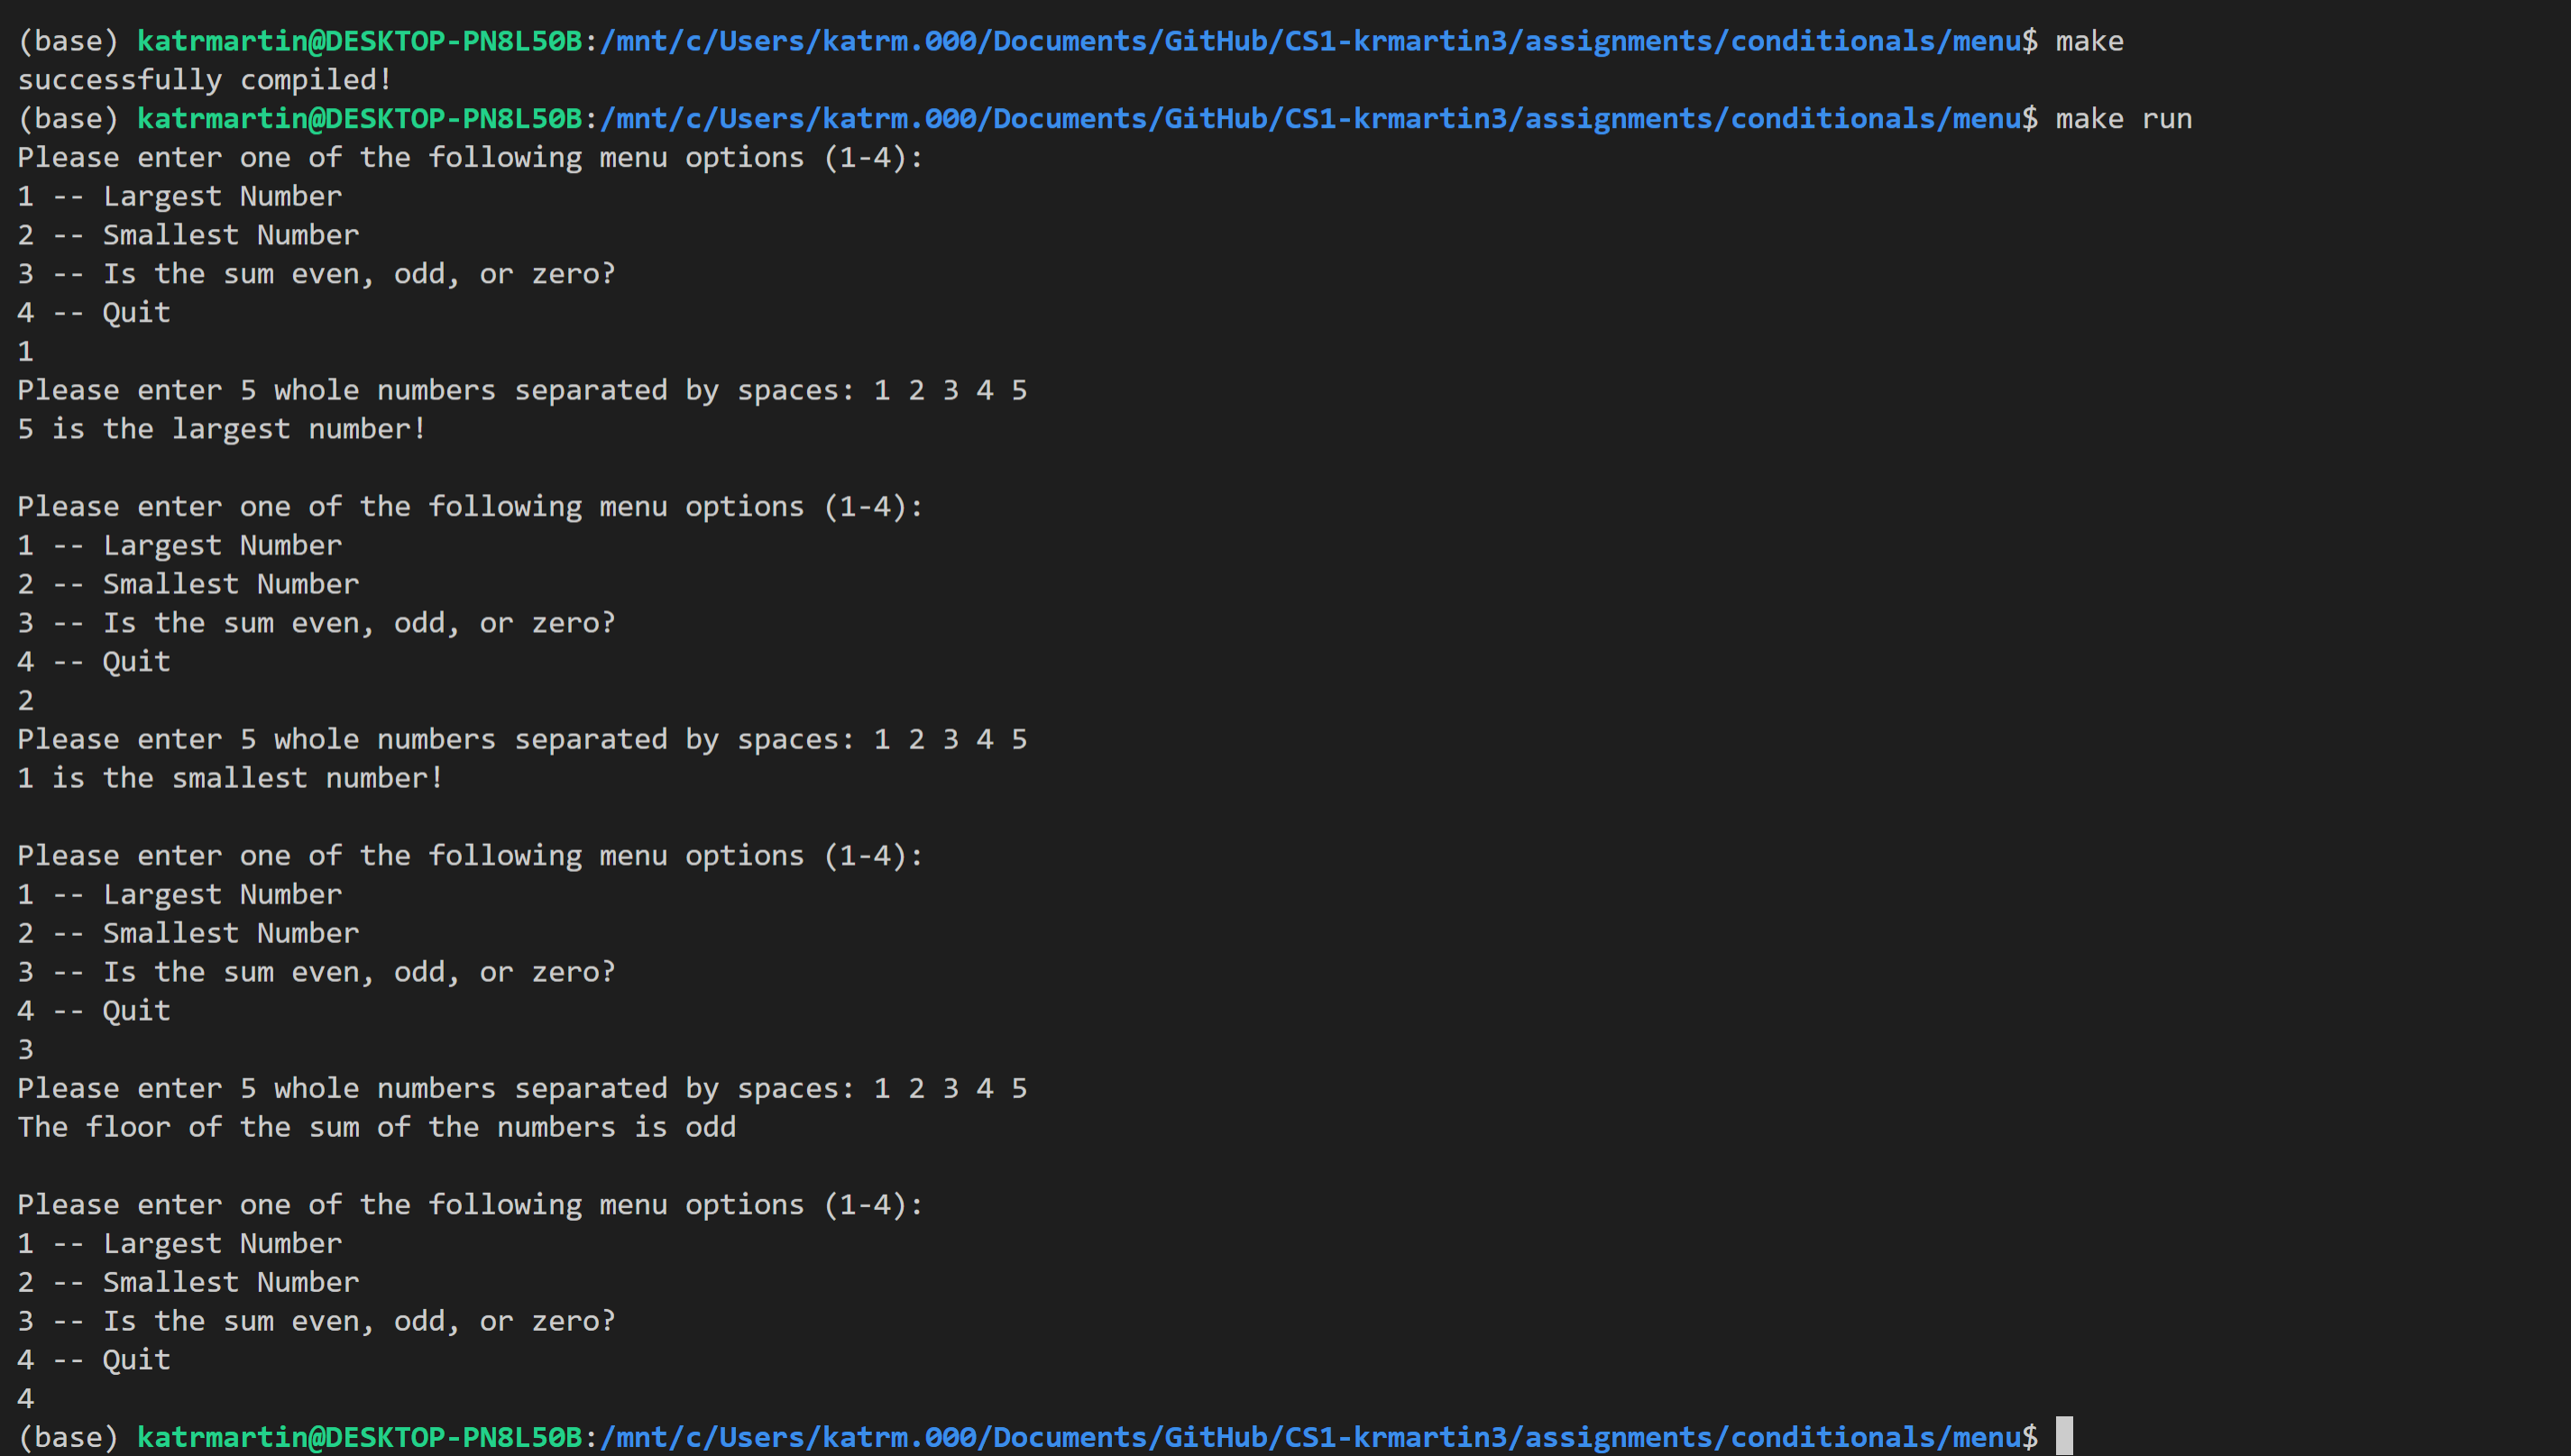 (base) katrmartin@DESKTOP-PN8L50B:/mnt/c/Users/katrm.000/Documents/GitHub/CS1-krmartin3/assignments/conditionals/menu$ make
successfully compiled!
(base) katrmartin@DESKTOP-PN8L50B:/mnt/c/Users/katrm.000/Documents/GitHub/CS1-krmartin3/assignments/conditionals/menu$ make run
Please enter one of the following menu options (1-4):
1 -- Largest Number
2 -- Smallest Number
3 -- Is the sum even, odd, or zero?
4 -- Quit
1
Please enter 5 whole numbers separated by spaces: 1 2 3 4 5
5 is the largest number!

Please enter one of the following menu options (1-4):
1 -- Largest Number
2 -- Smallest Number
3 -- Is the sum even, odd, or zero?
4 -- Quit
2
Please enter 5 whole numbers separated by spaces: 1 2 3 4 5
1 is the smallest number!

Please enter one of the following menu options (1-4):
1 -- Largest Number
2 -- Smallest Number
3 -- Is the sum even, odd, or zero?
4 -- Quit
3
Please enter 5 whole numbers separated by spaces: 1 2 3 4 5
The floor of the sum of the numbers is odd

Please enter one of the following menu options (1-4):
1 -- Largest Number
2 -- Smallest Number
3 -- Is the sum even, odd, or zero?
4 -- Quit
4
(base) katrmartin@DESKTOP-PN8L50B:/mnt/c/Users/katrm.000/Documents/GitHub/CS1-krmartin3/assignments/conditionals/menu$